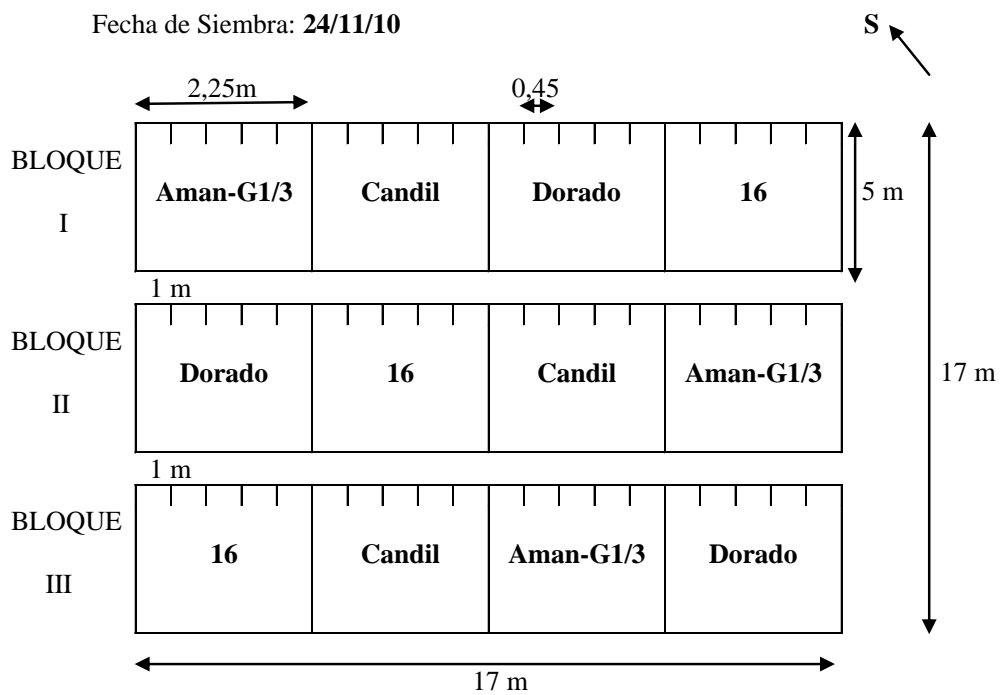 Fecha de Siembra: 24/11/10
S
2,25m
0,45
BLOQUE
I
Aman-G1/3
Candil
Dorado
16
5 m
1 m
BLOQUE
II
Dorado
16
Candil
Aman-G1/3
17 m
1 m
BLOQUE
III
16
Candil
Aman-G1/3
Dorado
17 m